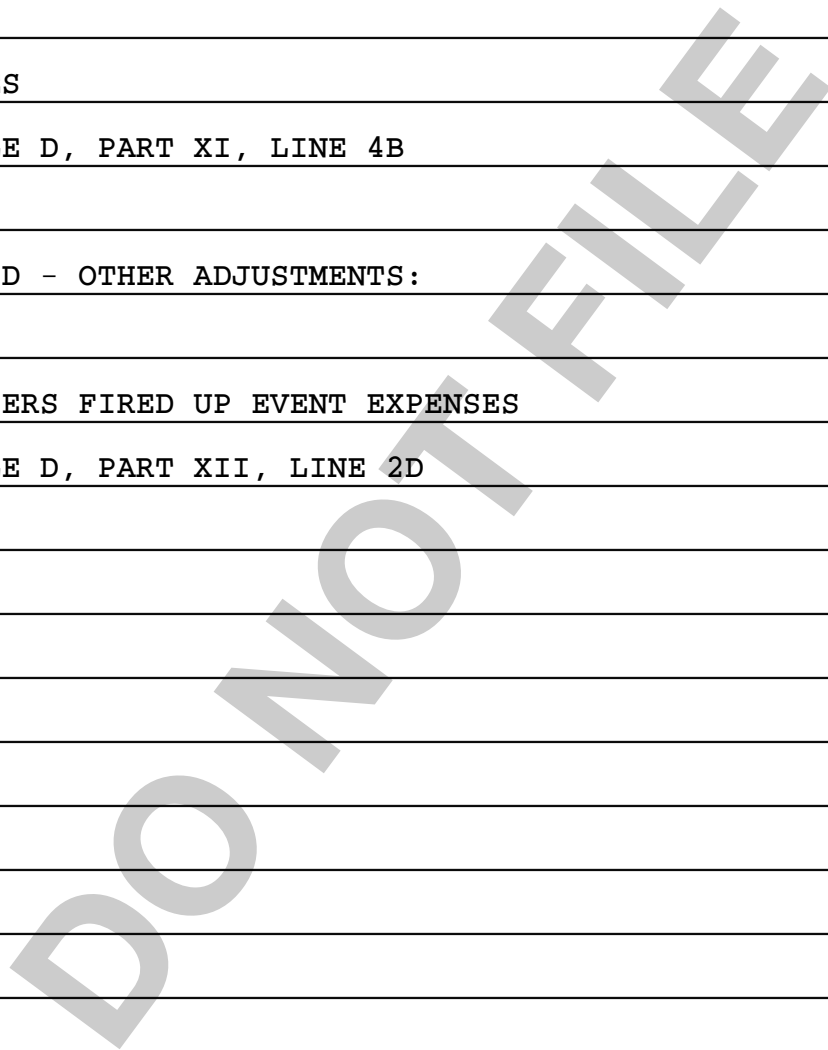 S
E D, PART XI, LINE 4B
D - OTHER ADJUSTMENTS:
ERS FIRED UP EVENT EXPENSES
E D, PART XII, LINE 2D
DO NOT FILE